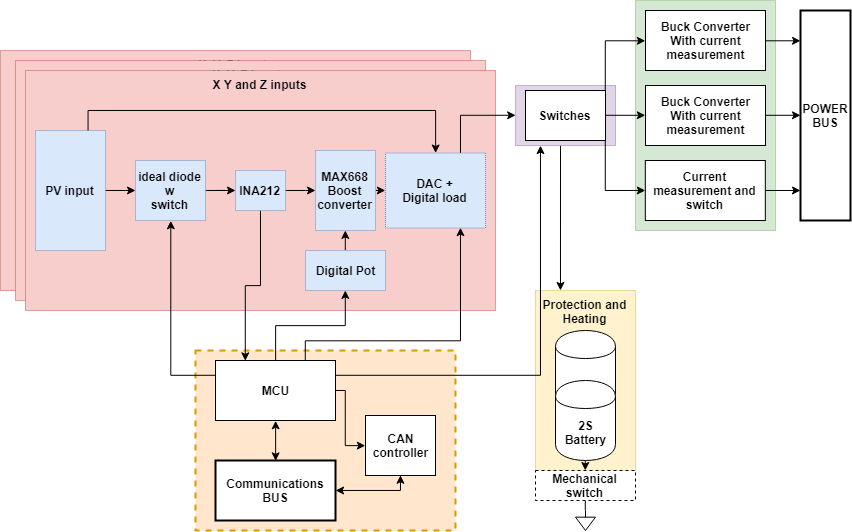 X Y and Z inputs
PV input
ideal diode
w
switch
INA212
MAX668
Boost
converter
DAC +
Digital load
Digital Pot
Switches
Buck Converter
With current
measurement
Buck Converter
With current
measurement
Current
measurement and
switch
POWER
BUS
Protection and
Heating
2S
Battery
Mechanical
switch
MCU
CAN
controller
Communications
BUS